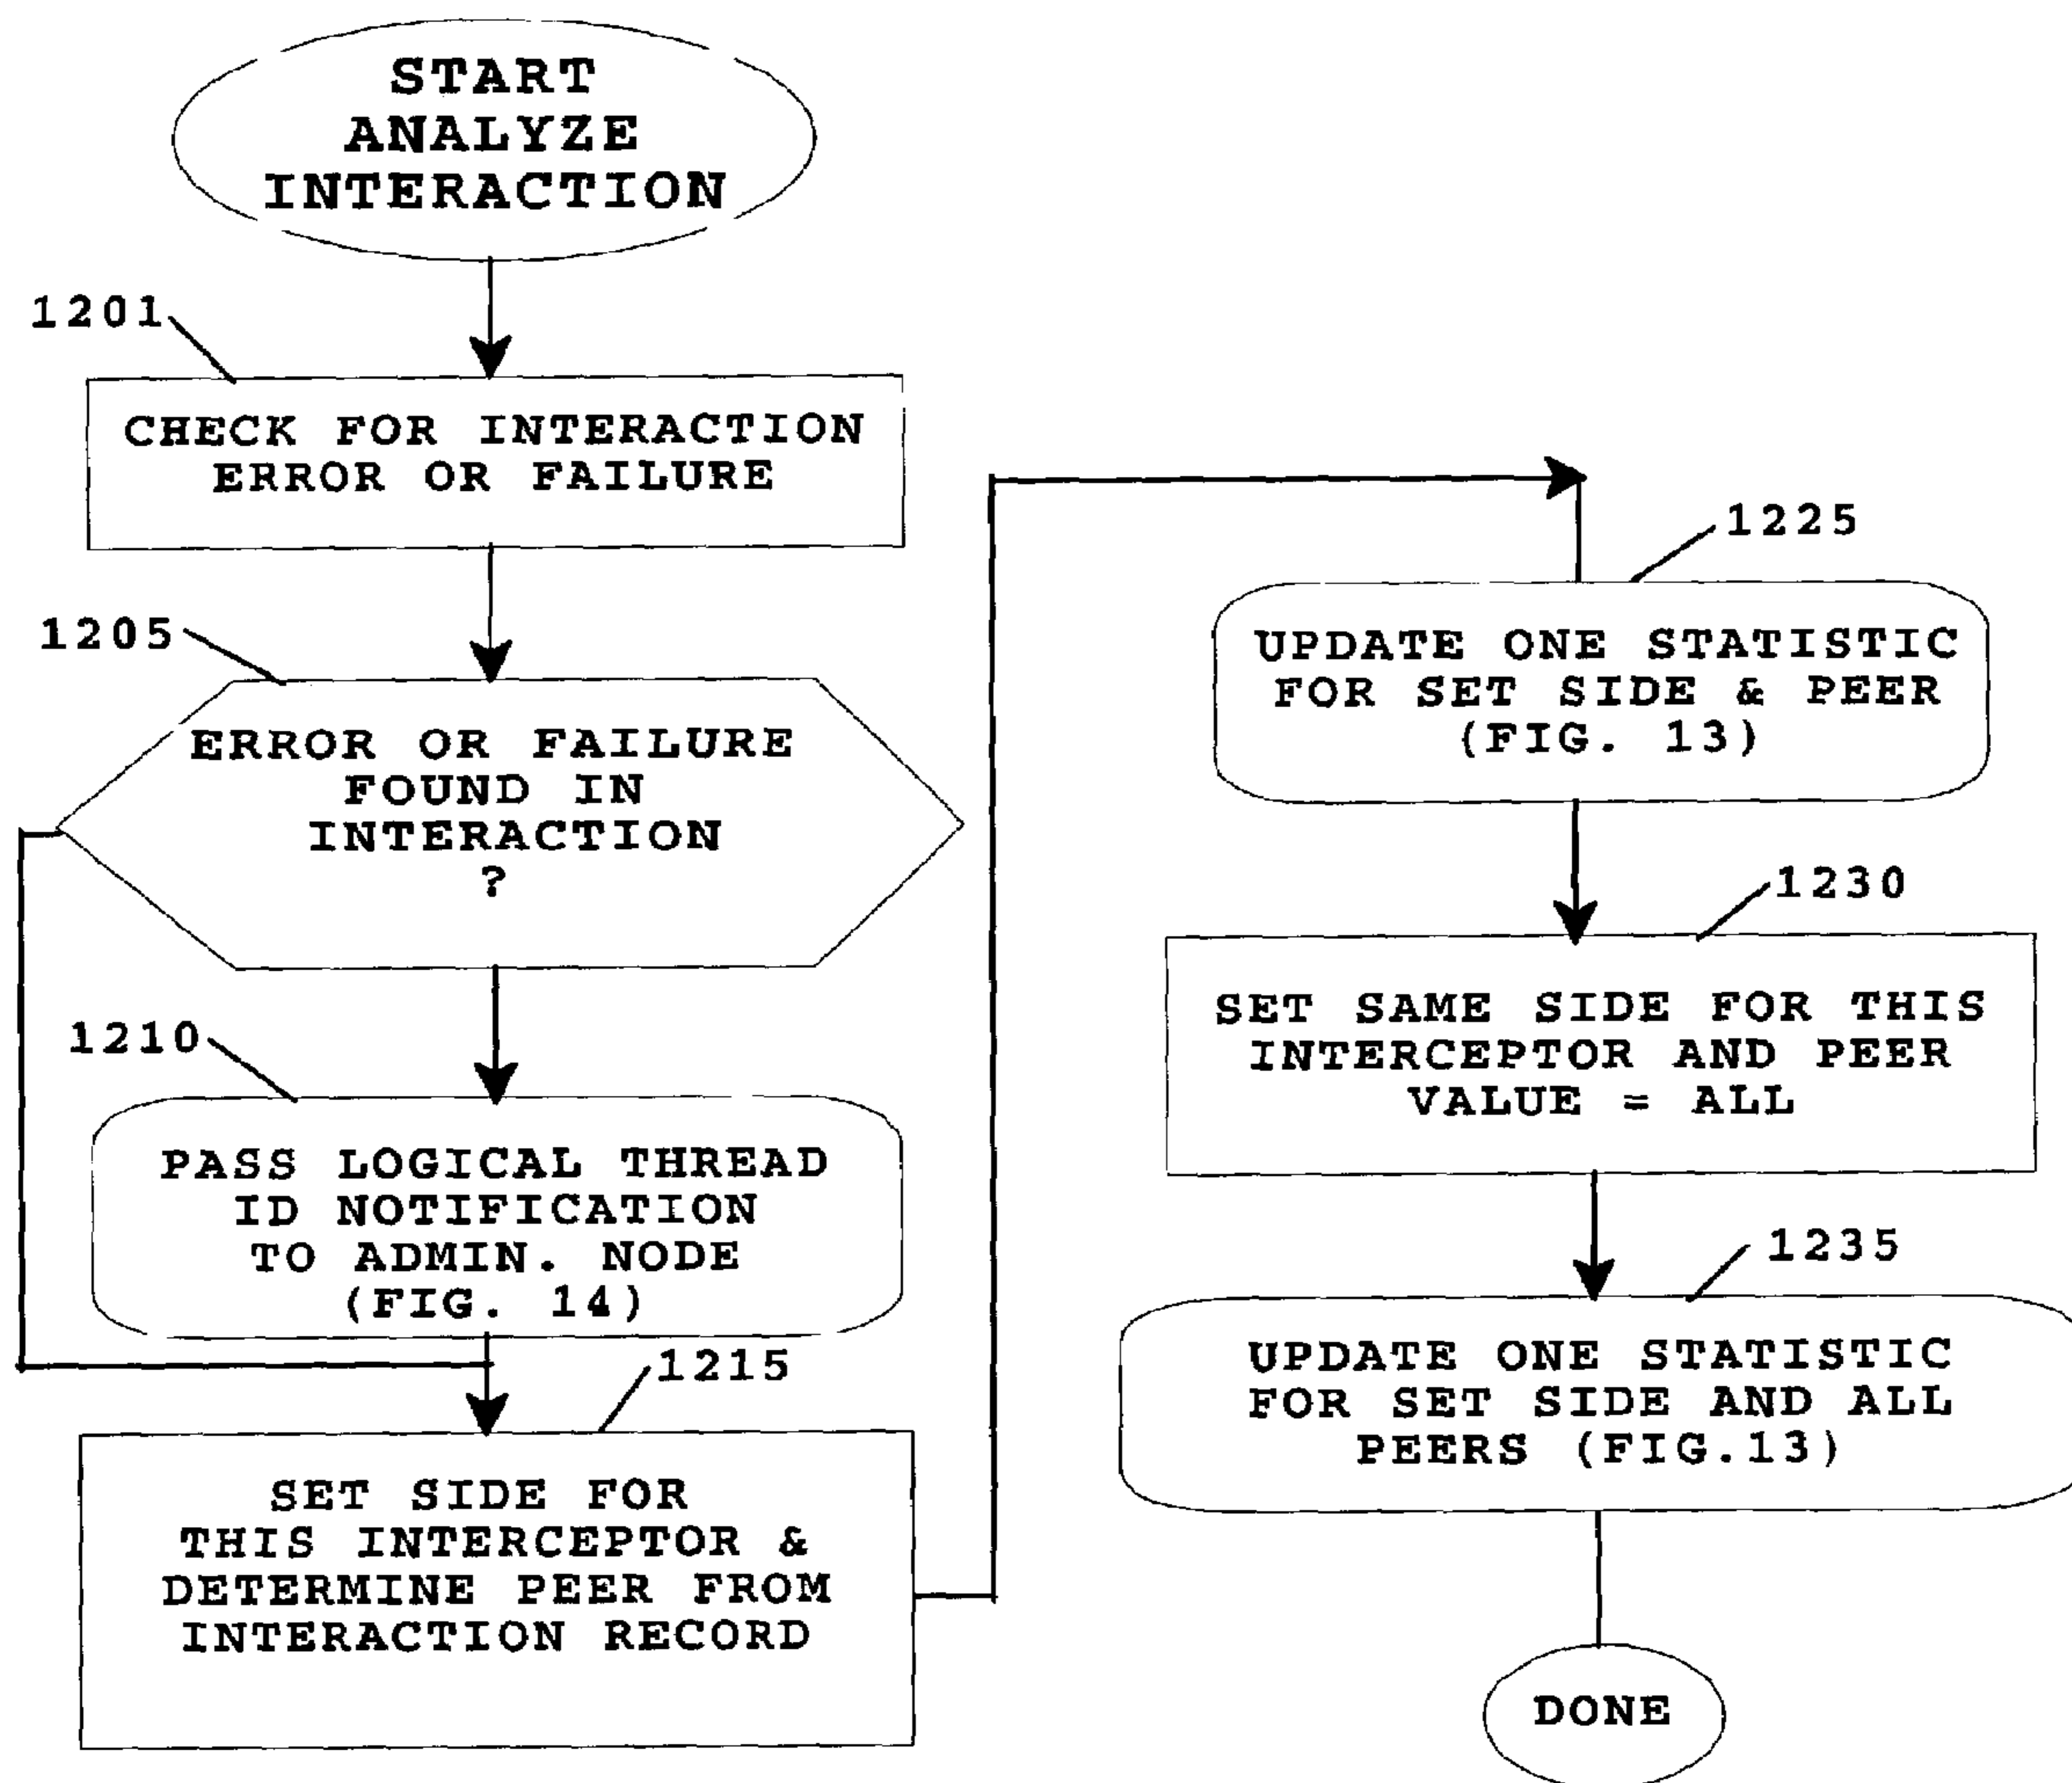 START
ANALYZE
INTERACTION
1201
CHECK FOR INTERACTION
ERROR OR FAILURE
1205
ERROR OR FAILURE
FOUND IN
INTERACTION
?
1210
PASS LOGICAL THREAD
ID NOTIFICATION
TO ADMIN. NODE
(FIG. 14)
1215
SET SIDE FOR
THIS INTERCEPTOR &
DETERMINE PEER FROM
INTERACTION RECORD
1225
UPDATE ONE STATISTIC
FOR SET SIDE & PEER
(FIG. 13)
1230
SET SAME SIDE FOR THIS
INTERCEPTOR AND PEER
VALUE = ALL
1235
UPDATE ONE STATISTIC
FOR SET SIDE AND ALL
PEERS (FIG.13)
DONE